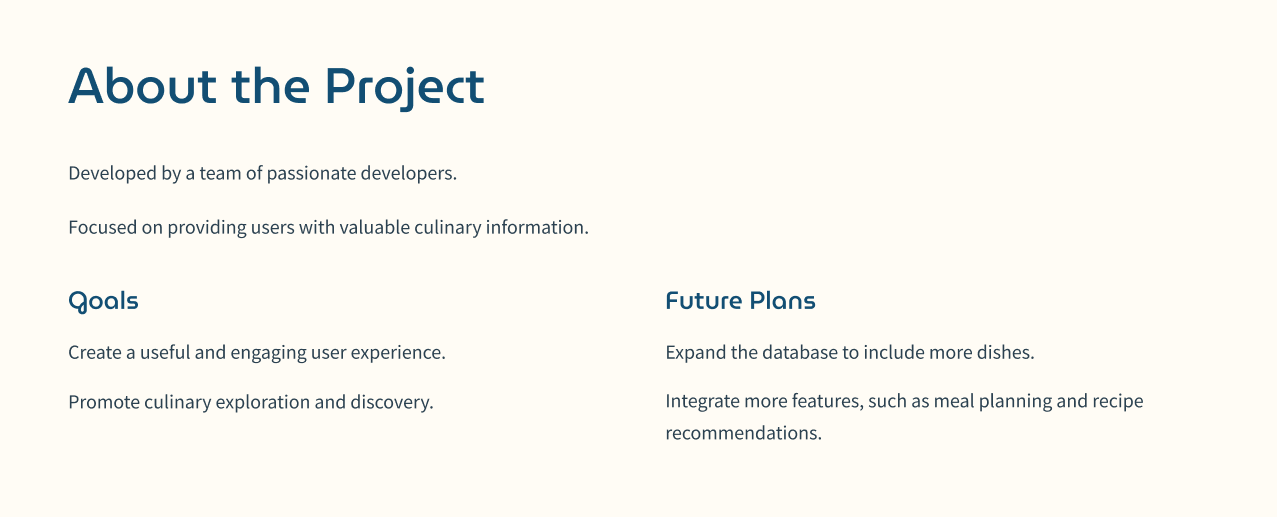 About the Project
Developed by a team of passionate developers.
Focused on providing users with valuable culinary information.
Goals
Create a useful and engaging user experience.
Promote culinary exploration and discovery.
Future Plans
Expand the database to include more dishes.
Integrate more features, such as meal planning and recipe
recommendations.